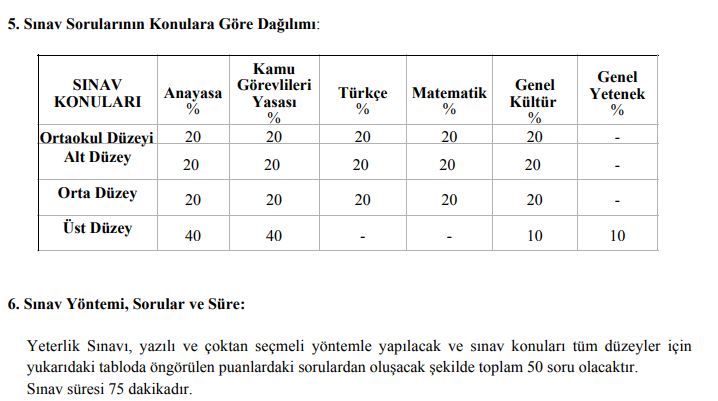 5. Sınav Sorularının Konulara Göre Dağılımı:
SINAV KONULARI Anayasa % Kamu Görevlileri Yasası % Türkçe % Matematik % Genel Kültür % Genel Yetenek %
Ortaokul Düzeyi 20 20 20 20 20 -
Alt Düzey 20 20 20 20 20 -
Orta Düzey 20 20 20 20 20 -
Üst Düzey 40 40 - - 10 10
6. Sınav Yöntemi, Sorular ve Süre:
Yeterlik Sınavı, yazılı ve çoktan seçmeli yöntemle yapılacak ve sınav konuları tüm düzeyler için
yukarıdaki tabloda öngörülen puanlardaki sorulardan oluşacak şekilde toplam 50 soru olacaktır.
Sınav süresi 75 dakikadır.